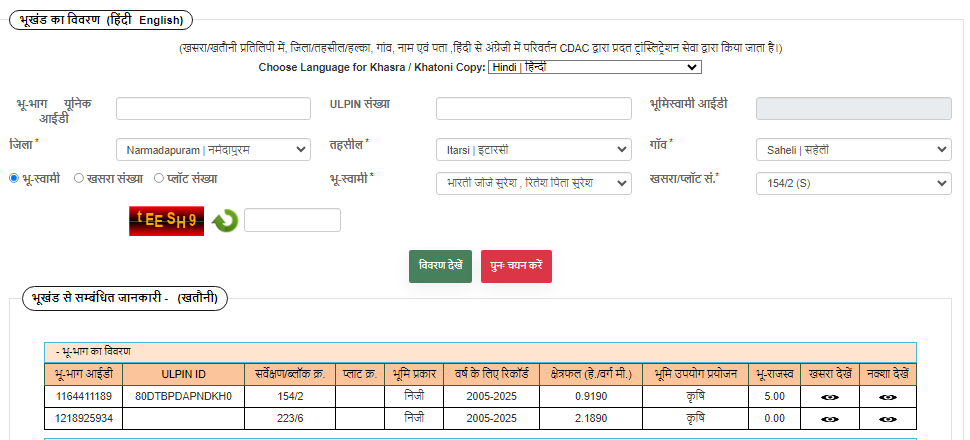 भूखंड का विवरण (हिंदी English)
(खसरा/खतौनी प्रतिलिपी में, जिला/तहसील/हल्का, गांव, नाम एवं पता ,हिंदी से अंग्रेजी में परिवर्तन CDAC द्वारा प्रदत ट्रांस्लिट्रेशन सेवा द्वारा किया जाता है।)
Choose Language for Khasra / Khatoni Copy: Hindi | हिन्दी
भू-भाग यूनिक आईडी ULPIN संख्या भूमिस्वामी आईडी
जिला * Narmadapuram | नर्मदापुरम तहसील * Itarsi | इटारसी गाँव * Saheli | सहेली
भू-स्वामी खसरा संख्या प्लॉट संख्या भू-स्वामी * भारती जोजे सुरेश , रितेश पिता सुरेश खसरा/प्लॉट सं.* 154/2 (S)
tEESH9
विवरण देखें पुनः चयन करें
भूखंड से सम्बंधित जानकारी - (खतौनी)
- भू-भाग का विवरण
भू-भाग आईडी ULPIN ID सर्वेक्षण/ब्लॉक क्र. प्लाट क्र. भूमि प्रकार वर्ष के लिए रिकॉर्ड क्षेत्रफल (हे./वर्ग मी.) भूमि उपयोग प्रयोजन भू-राजस्व खसरा देखें नक्शा देखें
1164411189 80DTBPDAPNDKH0 154/2 निजी 2005-2025 0.9190 कृषि 5.00
1218925934 223/6 निजी 2005-2025 2.1890 कृषि 0.00